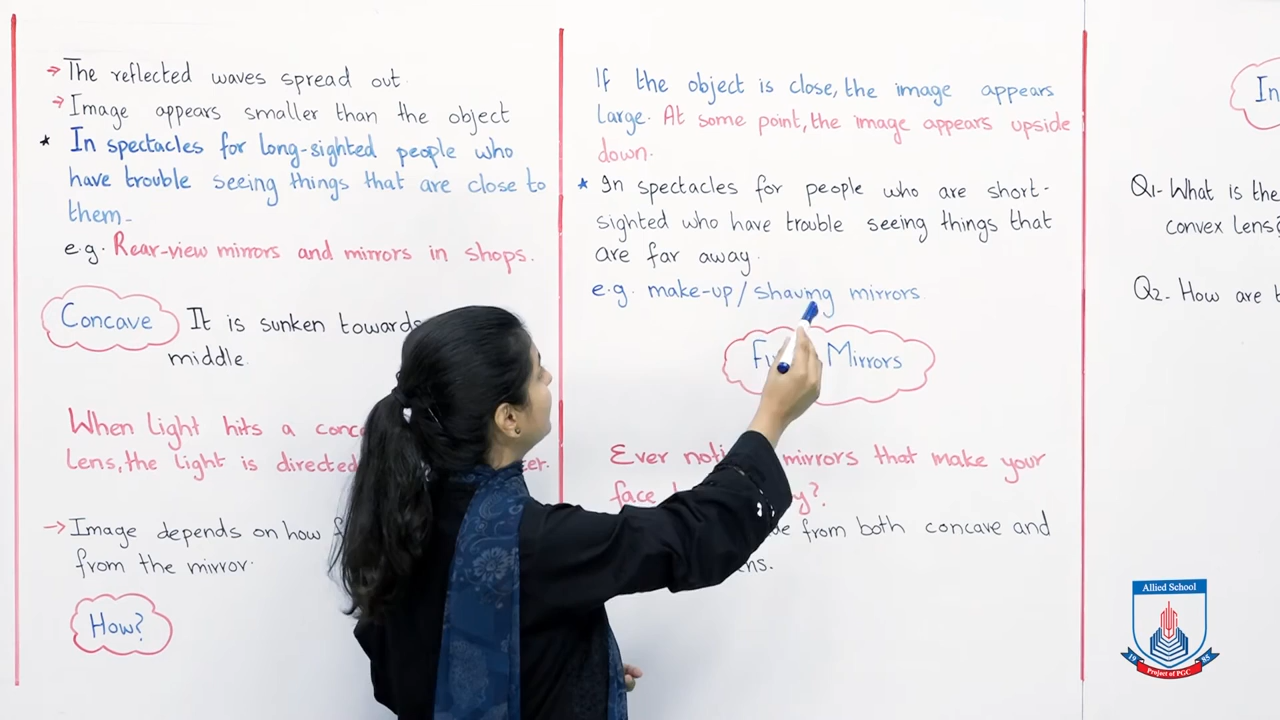 → The reflected waves spread out.
→ Image appears smaller than the object
* In spectacles for long-sighted people who
have trouble seeing things that are close to
them-
e.g. Rear-view mirrors and mirrors in shops.
Concave It is sunken towards
middle.
When light hits a
lens, the light is directed
→ Image depends on how
from the mirror.
How?
If the object is close, the image appears
large. At some point, the image appears upside
down.
* In spectacles for people who are short-
sighted who have trouble seeing things that
are far away.
e.g. make-up/shaving mirrors
Mirrors
Ever mirrors that make your
face
from both concave and
In
Q1- What is the
convex lens?
Q2. How are
Allied School
19 85
Project of PGC